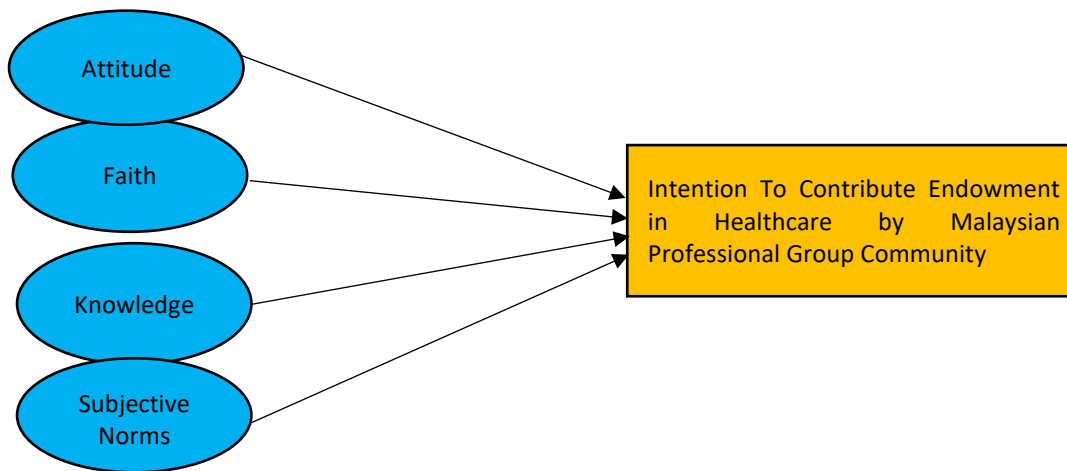 Attitude
Faith
Knowledge
Subjective
Norms
Intention To Contribute Endowment
in Healthcare by Malaysian
Professional Group Community